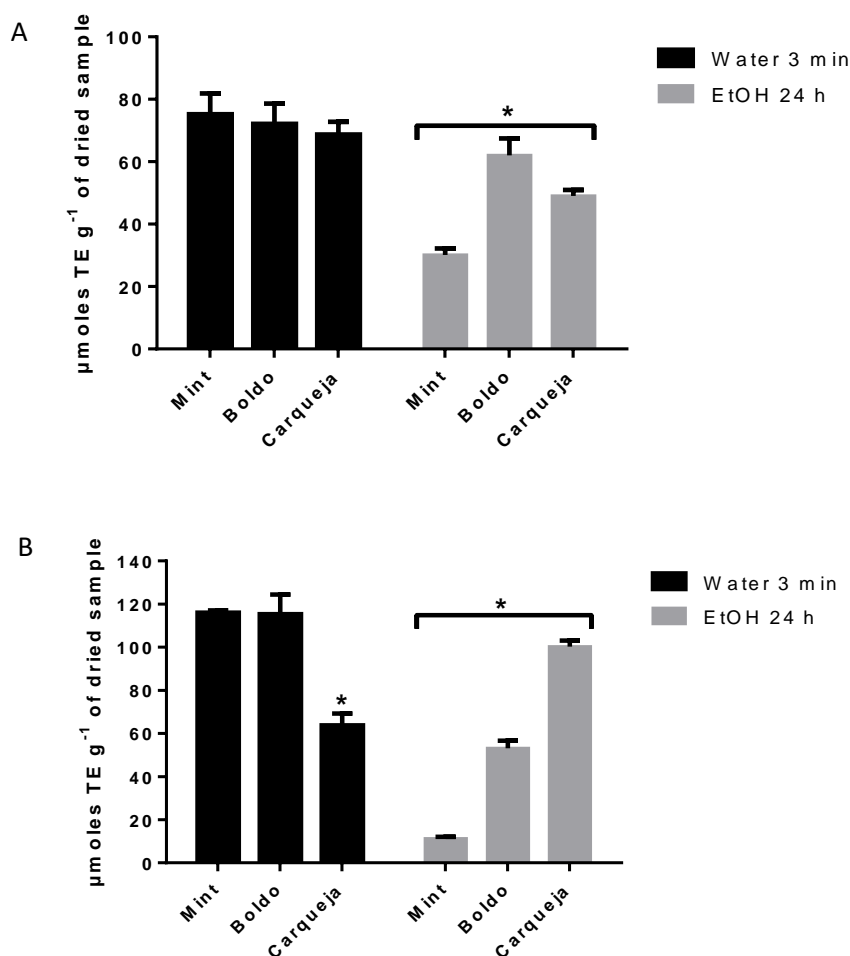 A
μmoles TE g⁻¹ of dried sample
100
80
60
40
20
0
Mint
Boldo
Carqueja
Mint
Boldo
Carqueja
*
Water 3 min
EtOH 24 h
B
μmoles TE g⁻¹ of dried sample
140
120
100
80
60
40
20
0
Mint
Boldo
Carqueja
Mint
Boldo
Carqueja
*
*
Water 3 min
EtOH 24 h